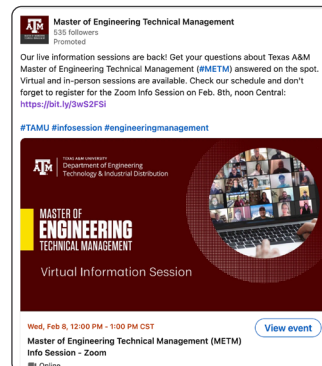 Master of Engineering Technical Management
535 followers
Promoted
Our live information sessions are back! Get your questions about Texas A&M
Master of Engineering Technical Management (#METM) answered on the spot.
Virtual and in-person sessions are available. Check our schedule and don't
forget to register for the Zoom Info Session on Feb. 8th, noon Central:
https://bit.ly/3wS2FSi
#TAMU #infosession #engineeringmanagement
ĀTM
TEXAS A&M UNIVERSITY
Department of Engineering
Technology & Industrial Distribution
MASTER OF
ENGINEERING
TECHNICAL MANAGEMENT
Virtual Information Session
Wed, Feb 8, 12:00 PM - 1:00 PM CST
Master of Engineering Technical Management (METM)
Info Session - Zoom
View event
Online